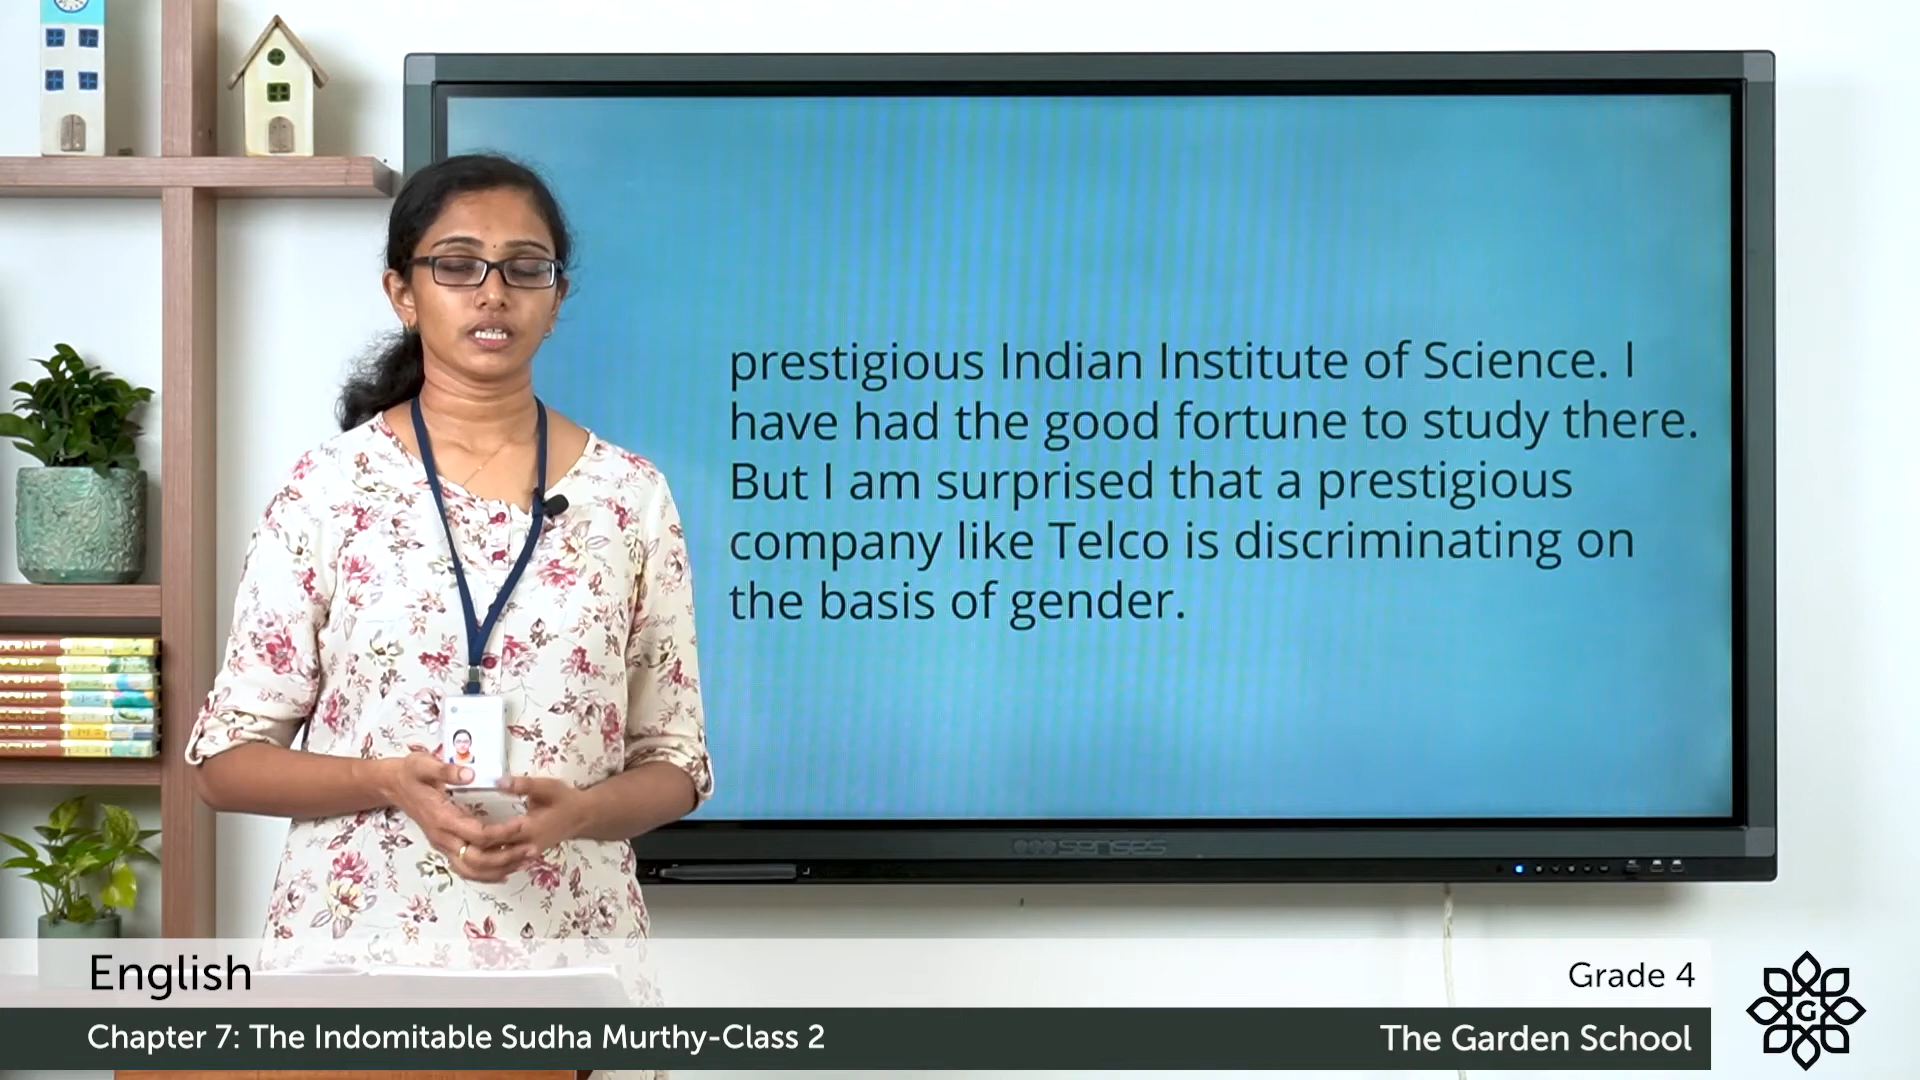 prestigious Indian Institute of Science. I
have had the good fortune to study there.
But I am surprised that a prestigious
company like Telco is discriminating on
the basis of gender.
senses
English
Grade 4
Chapter 7: The Indomitable Sudha Murthy-Class 2
The Garden School
G